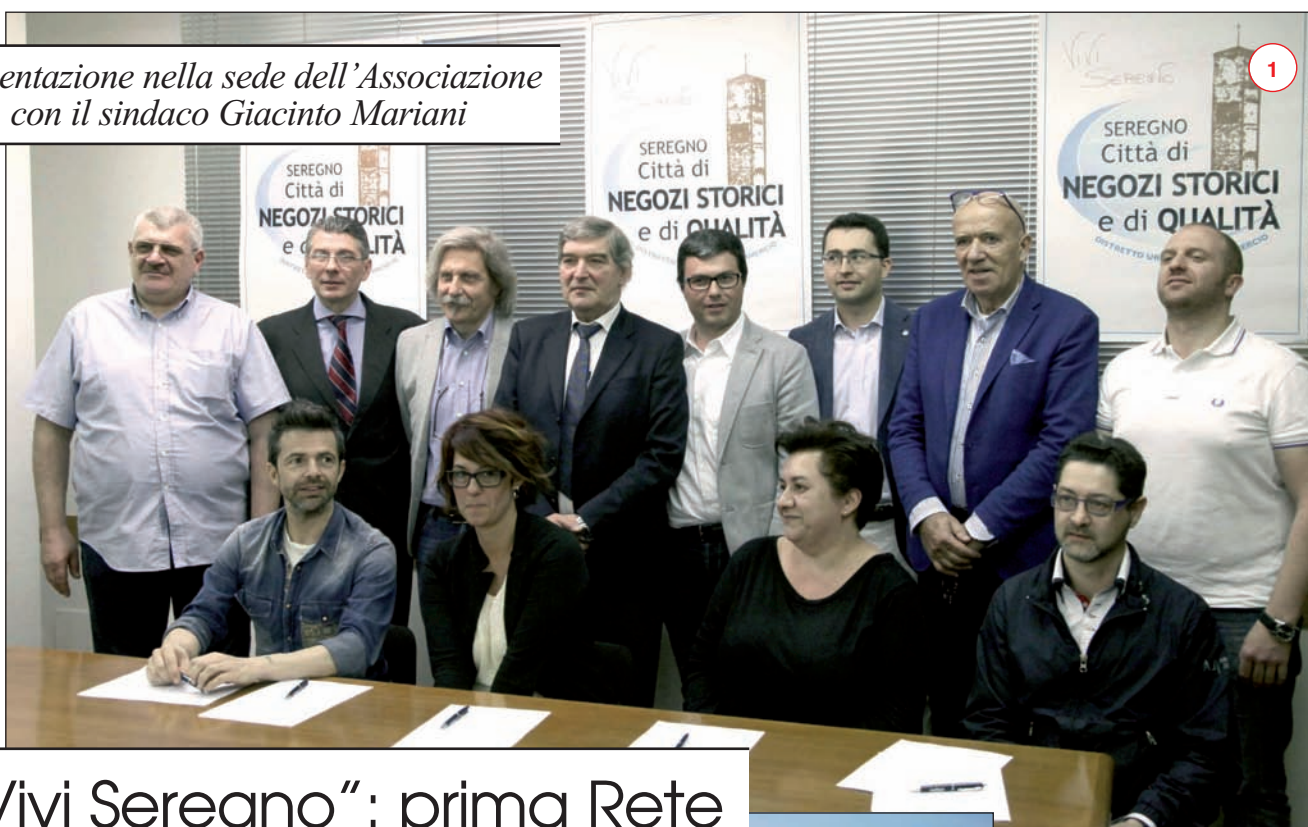 entazione nella sede dell'Associazione
con il sindaco Giacinto Mariani
1
SEREGNO
Città di
NEGOZI STORICI
e di QUALITÀ
VIVI
SEREGNO
SEREGNO
Città di
NEGOZI STORICI
e di QUALITÀ
VIVI
SEREGNO
SEREGNO
Città di
NEGOZI STORICI
e di QUALITÀ
DISTRETTO
Vivi Seregno": prima Rete